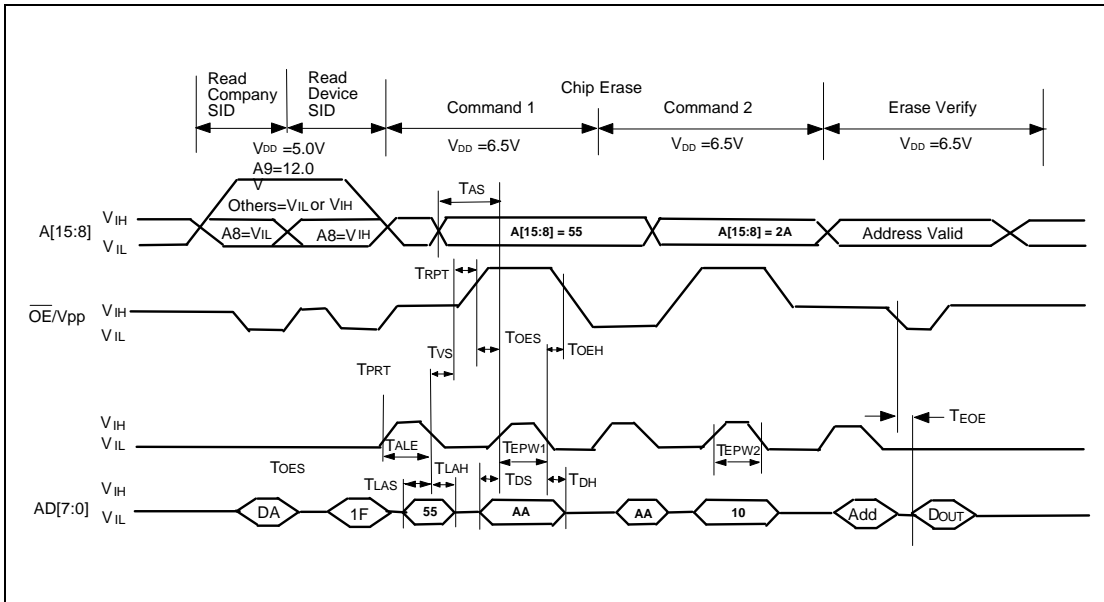 Read
Company
SID
Read
Device
SID
Chip Erase
Command 1
Command 2
Erase Verify
VDD =5.0V
VDD =6.5V
VDD =6.5V
VDD =6.5V
A9=12.0
V
Others=VIL or VIH
TAS
A[15:8]
VIH
VIL
A8=VIL
A8=VIH
A[15:8] = 55
A[15:8] = 2A
Address Valid
TRPT
OE/Vpp
VIH
VIL
TVS
TOES
TOEH
TPRT
VIH
VIL
TALE
TEPW1
TEPW2
TEOE
TOES
TLAS
TLAH
TDS
TDH
AD[7:0]
VIH
VIL
DA
1F
55
AA
AA
10
Add
DOUT